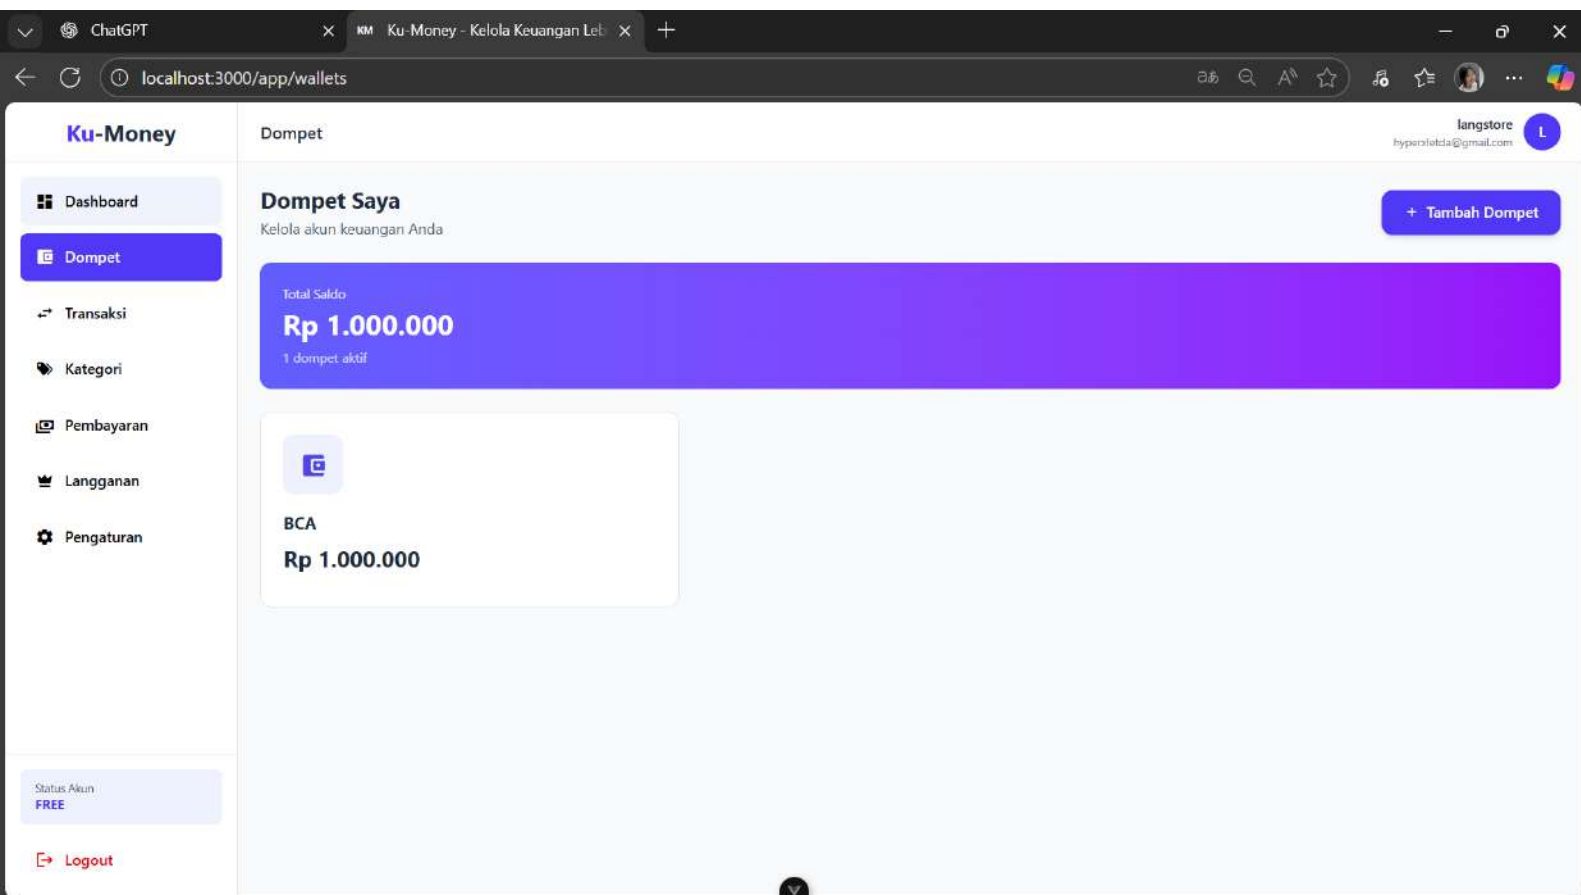 ChatGPT
KM Ku-Money - Kelola Keuangan Leb
localhost:3000/app/wallets
Ku-Money
Dompet
langstore
L
Dashboard
Dompet
Transaksi
Kategori
Pembayaran
Langganan
Pengaturan
Dompet Saya
Kelola akun keuangan Anda
+ Tambah Dompet
Total Saldo
Rp 1.000.000
1 dompet aktif
BCA
Rp 1.000.000
Status Akun
FREE
Logout